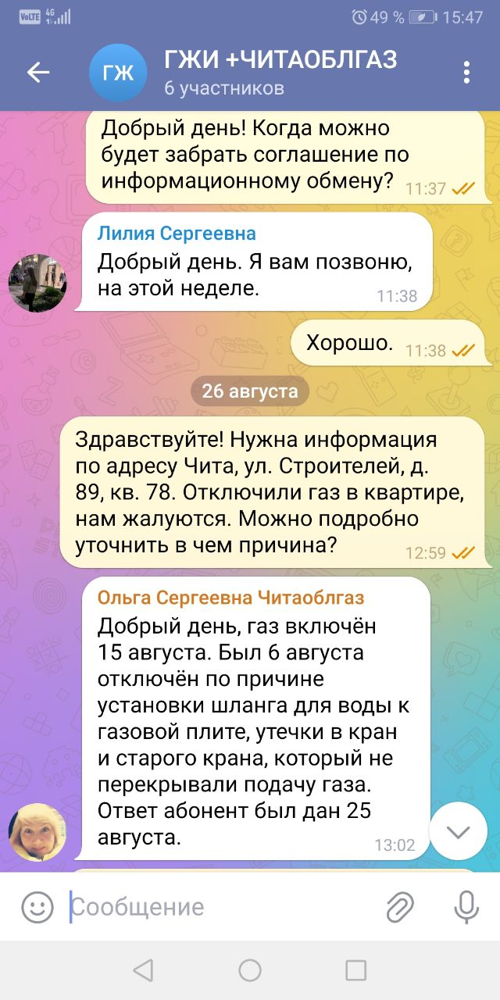 VoLTE 4G 49 % 15:47
ГЖ
ГЖИ +ЧИТАОБЛГАЗ
6 участников
Добрый день! Когда можно
будет забрать соглашение по
информационному обмену?
11:37
Лилия Сергеевна
Добрый день. Я вам позвоню,
на этой неделе.
11:38
Хорошо.
11:38
26 августа
Здравствуйте! Нужна информация
по адресу Чита, ул. Строителей, д.
89, кв. 78. Отключили газ в квартире,
нам жалуются. Можно подробно
уточнить в чем причина?
12:59
Ольга Сергеевна Читаоблгаз
Добрый день, газ включён
15 августа. Был 6 августа
отключён по причине
установки шланга для воды к
газовой плите, утечки в кран
и старого крана, который не
перекрывали подачу газа.
Ответ абонент был дан 25
августа.
13:02
Сообщение